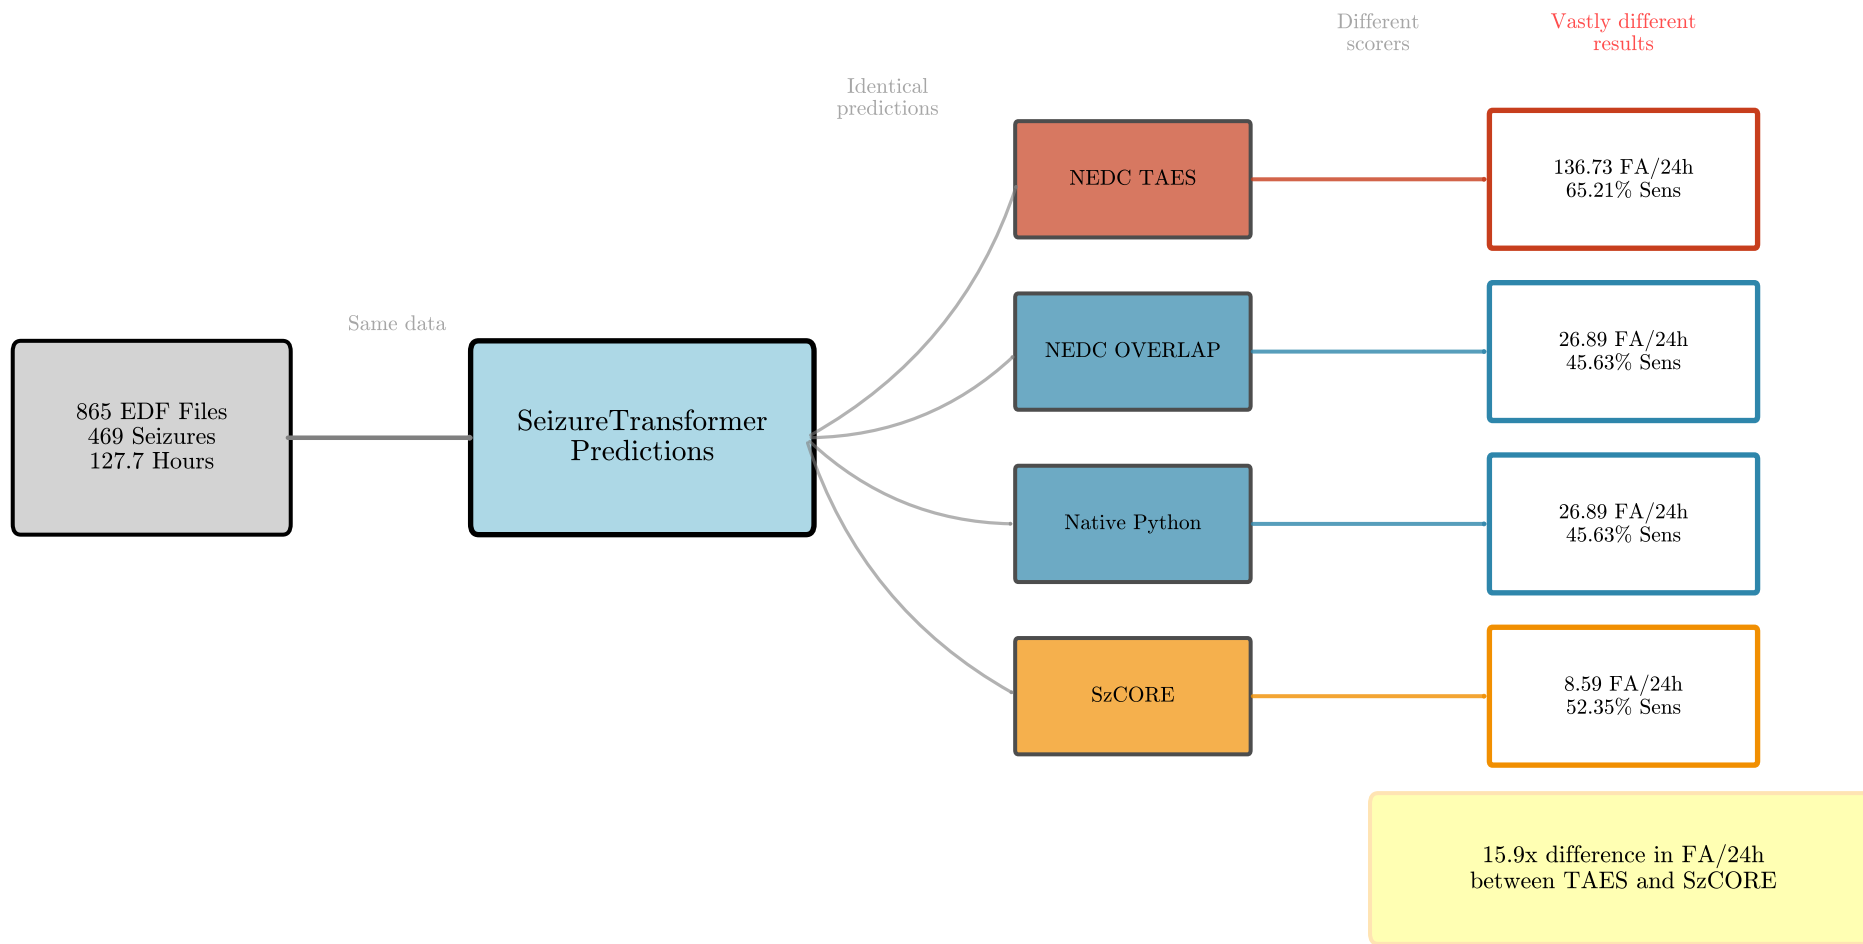 Different
scorers
Vastly different
results
Identical
predictions
Same data
865 EDF Files
469 Seizures
127.7 Hours
SeizureTransformer
Predictions
NEDC TAES
136.73 FA/24h
65.21% Sens
NEDC OVERLAP
26.89 FA/24h
45.63% Sens
Native Python
26.89 FA/24h
45.63% Sens
SzCORE
8.59 FA/24h
52.35% Sens
15.9x difference in FA/24h
between TAES and SzCORE